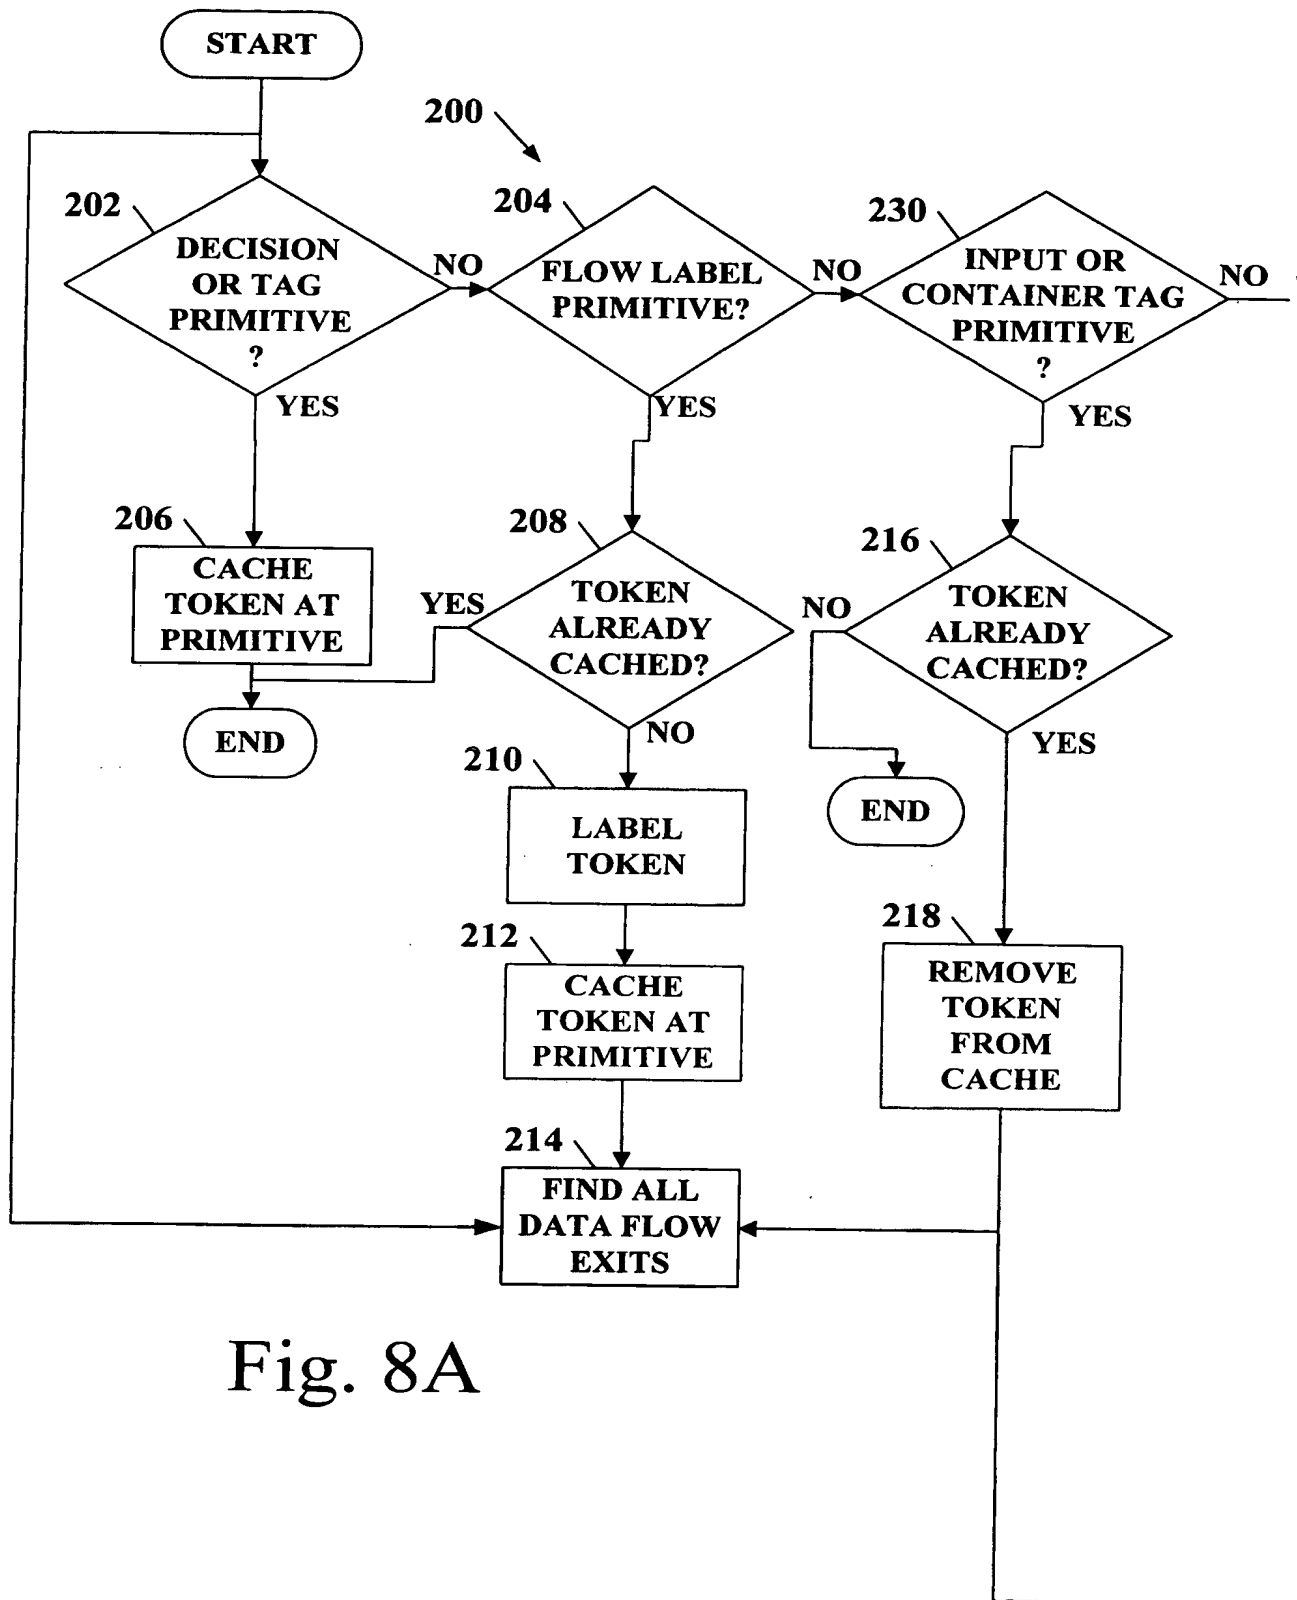 START
200
202
DECISION
OR TAG
PRIMITIVE
?
NO
YES
204
FLOW LABEL
PRIMITIVE?
NO
YES
230
INPUT OR
CONTAINER TAG
PRIMITIVE
?
NO
YES
206
CACHE
TOKEN AT
PRIMITIVE
END
208
TOKEN
ALREADY
CACHED?
YES
NO
216
TOKEN
ALREADY
CACHED?
NO
YES
END
210
LABEL
TOKEN
212
CACHE
TOKEN AT
PRIMITIVE
218
REMOVE
TOKEN
FROM
CACHE
214
FIND ALL
DATA FLOW
EXITS
Fig. 8A